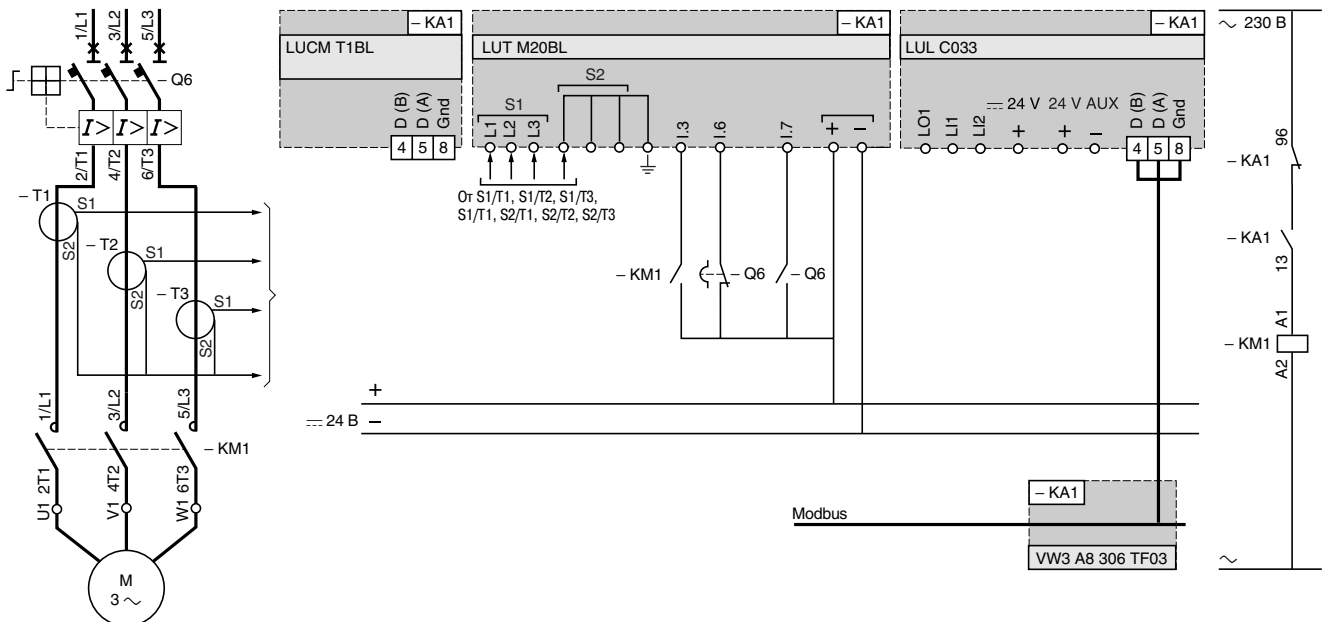 1/L1
3/L2
5/L3
– Q6
I>
I>
I>
2/T1
4/T2
6/T3
– T1
S1
S2
– T2
S1
S2
– T3
S1
S2
1/L1
3/L2
5/L3
– KM1
2T1
4T2
6T3
U1
V1
W1
M
3 ~
– KA1
LUCM T1BL
D (B)
D (A)
Gnd
4
5
8
– KA1
LUT M20BL
S2
S1
L1
L2
L3
I.3
I.6
I.7
+
–
От S1/T1, S1/T2, S1/T3,
S1/T1, S2/T1, S2/T2, S2/T3
– KM1
– Q6
– Q6
+
24 В
–
– KA1
LUL C033
24 V
24 V AUX
LO1
LI1
LI2
+
+
–
D (B)
D (A)
Gnd
4
5
8
Modbus
– KA1
VW3 A8 306 TF03
~ 230 В
96
– KA1
– KA1
13
A1
– KM1
A2
~